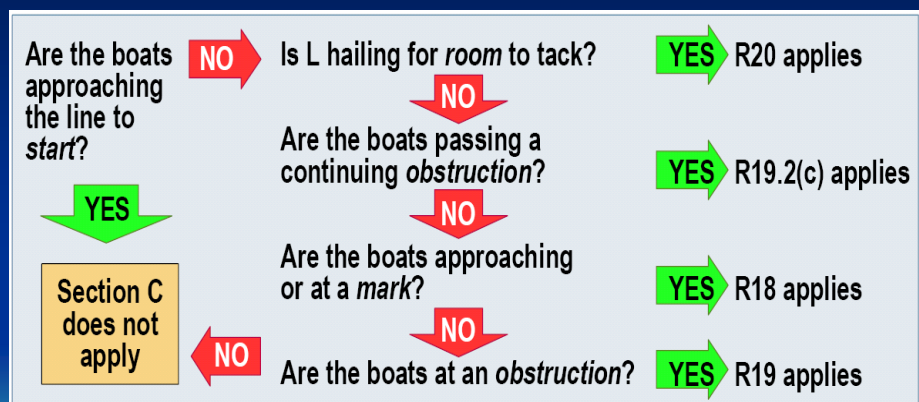 Are the boats
approaching
the line to
start?
NO
Is L hailing for room to tack?
YES
R20 applies
NO
Are the boats passing a
continuing obstruction?
YES
R19.2(c) applies
YES
NO
Are the boats approaching
or at a mark?
YES
R18 applies
Section C
does not
apply
NO
NO
Are the boats at an obstruction?
YES
R19 applies